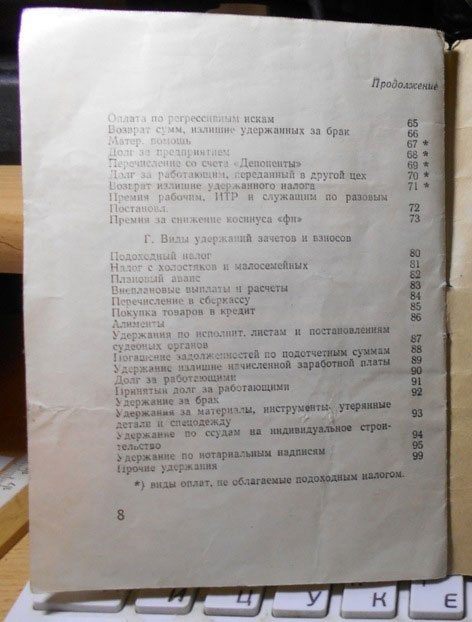 Продолжение
Оплата по регрессивным искам 65
Возврат сумм, излишне удержанных за брак 66
Матер. помощь 67 *
Долг за предприятием 68 *
Перечисление со счета «Депоненты» 69 *
Долг за работающим, переданный в другой цех 70 *
Возврат излишне удержанного налога 71 *
Премия рабочим, ИТР и служащим по разовым
Постановл. 72
Премия за снижение косинуса «фи» 73
Г. Виды удержаний зачетов и взносов
Подоходный налог 80
Налог с холостяков и малосемейных 81
Плановый аванс 82
Внеплановые выплаты и расчеты 83
Перечисление в сберкассу 84
Покупка товаров в кредит 85
Алименты 86
Удержания по исполнит. листам и постановлениям
судебных органов 87
Погашение задолженностей по подотчетным суммам 88
Удержание излишне начисленной заработной платы 89
Долг за работающими 90
Принятый долг за работающими 91
Удержание за брак 92
Удержания за материалы, инструменты, утерянные
детали и спецодежду 93
Удержание по ссудам на индивидуальное строи-
тельство 94
Удержание по нотариальным надписям 95
Прочие удержания 99
*) виды оплат, не облагаемые подоходным налогом.
8
Й Ц У К Е